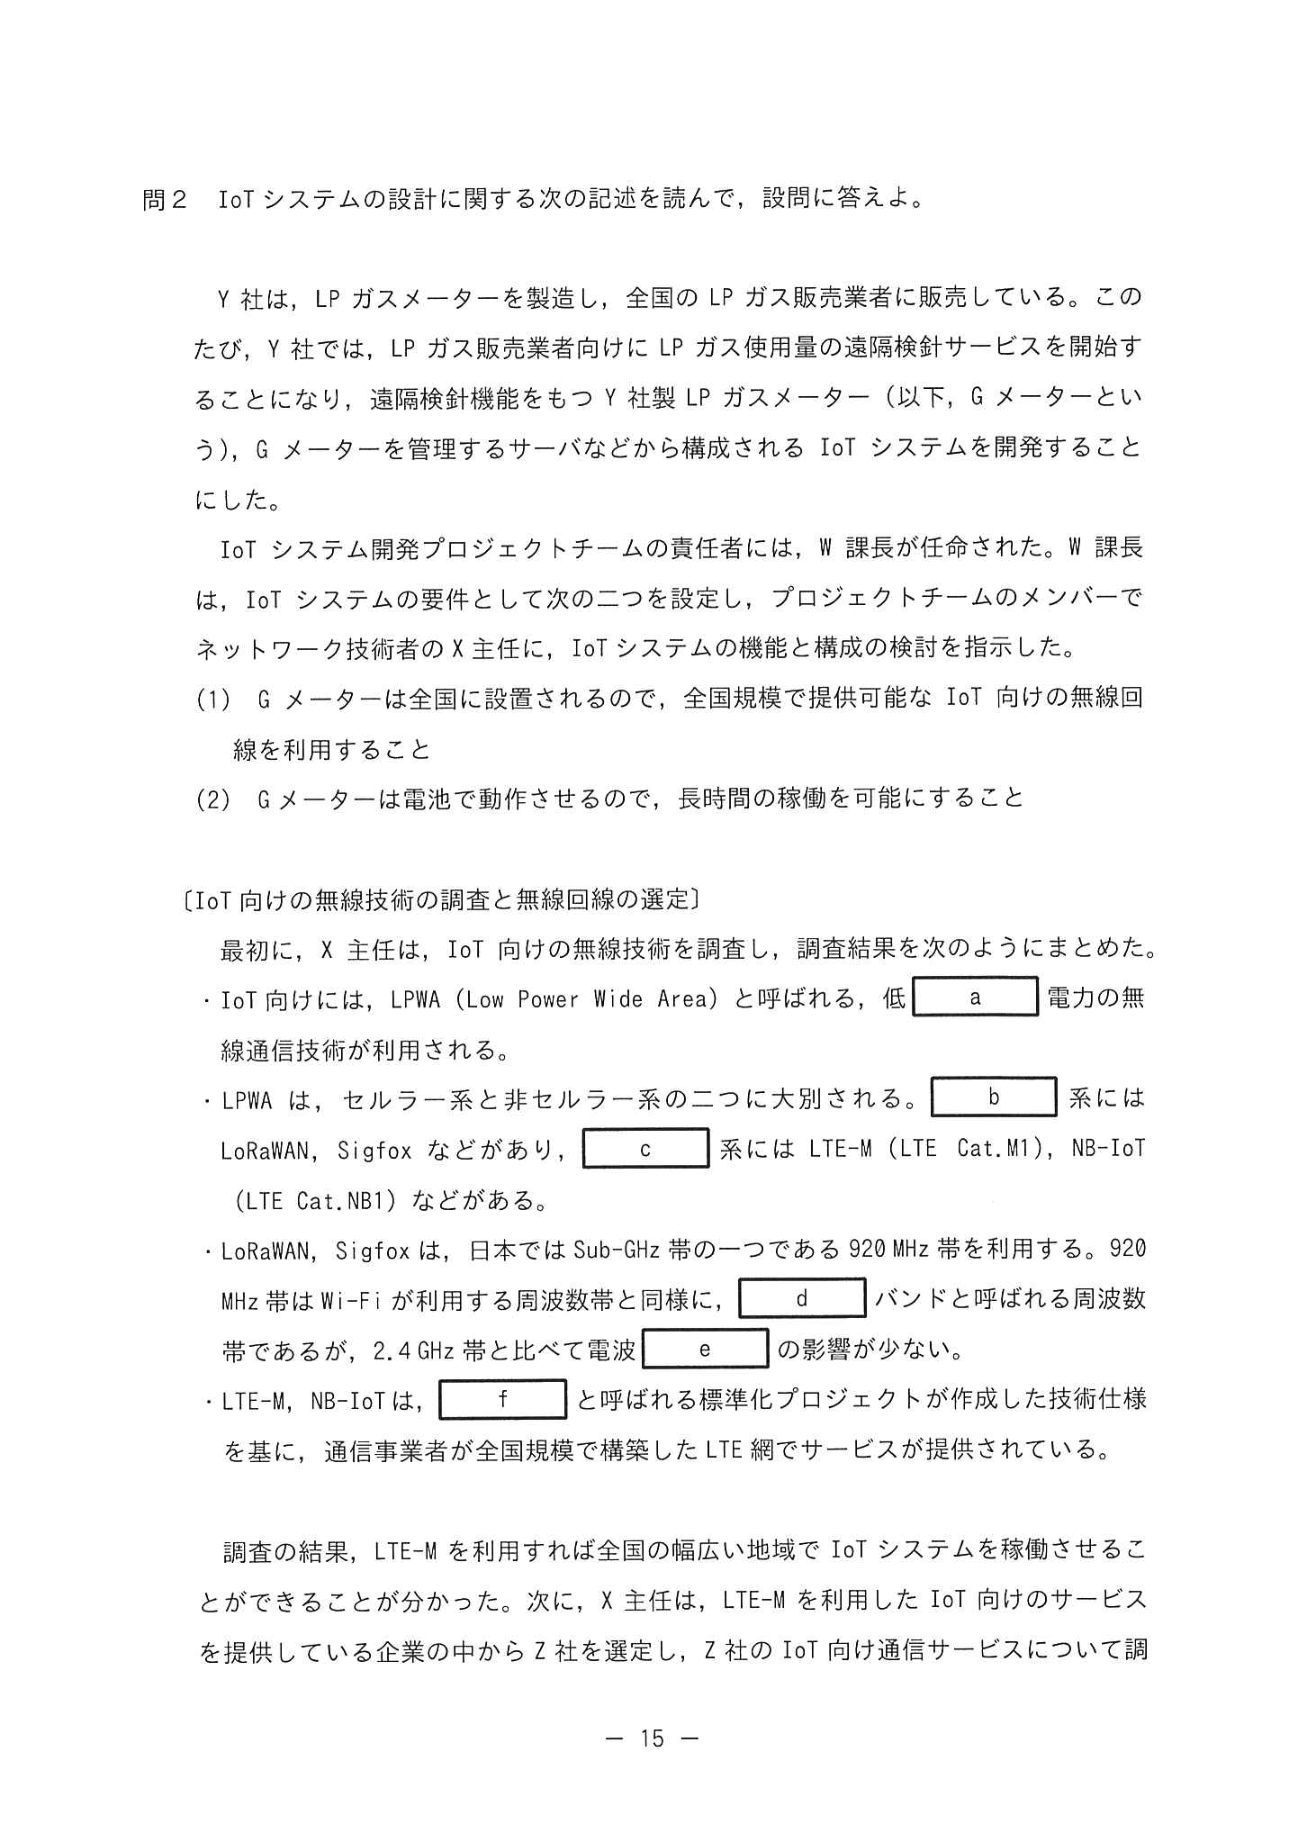 問２　IoT システムの設計に関する次の記述を読んで，設問に答えよ。
Y 社は，LP ガスメーターを製造し，全国の LP ガス販売業者に販売している。この
たび，Y 社では，LP ガス販売業者向けに LP ガス使用量の遠隔検針サービスを開始す
ることになり，遠隔検針機能をもつ Y 社製 LP ガスメーター（以下，G メーターとい
う），G メーターを管理するサーバなどから構成される IoT システムを開発すること
にした。
IoT システム開発プロジェクトチームの責任者には，W 課長が任命された。W 課長
は，IoT システムの要件として次の二つを設定し，プロジェクトチームのメンバーで
ネットワーク技術者の X 主任に，IoT システムの機能と構成の検討を指示した。
(1)　G メーターは全国に設置されるので，全国規模で提供可能な IoT 向けの無線回
線を利用すること
(2)　G メーターは電池で動作させるので，長時間の稼働を可能にすること
〔IoT 向けの無線技術の調査と無線回線の選定〕
最初に，X 主任は，IoT 向けの無線技術を調査し，調査結果を次のようにまとめた。
・IoT 向けには，LPWA（Low Power Wide Area）と呼ばれる，低 a 電力の無
線通信技術が利用される。
・LPWA は，セルラー系と非セルラー系の二つに大別される。 b 系には
LoRaWAN，Sigfox などがあり， c 系には LTE-M（LTE Cat.M1），NB-IoT
（LTE Cat.NB1）などがある。
・LoRaWAN，Sigfox は，日本では Sub-GHz 帯の一つである 920 MHz 帯を利用する。920
MHz 帯は Wi-Fi が利用する周波数帯と同様に， d バンドと呼ばれる周波数
帯であるが，2.4 GHz 帯と比べて電波 e の影響が少ない。
・LTE-M，NB-IoT は， f と呼ばれる標準化プロジェクトが作成した技術仕様
を基に，通信事業者が全国規模で構築した LTE 網でサービスが提供されている。
調査の結果，LTE-M を利用すれば全国の幅広い地域で IoT システムを稼働させるこ
とができることが分かった。次に，X 主任は，LTE-M を利用した IoT 向けのサービス
を提供している企業の中から Z 社を選定し，Z 社の IoT 向け通信サービスについて調
－ 15 －